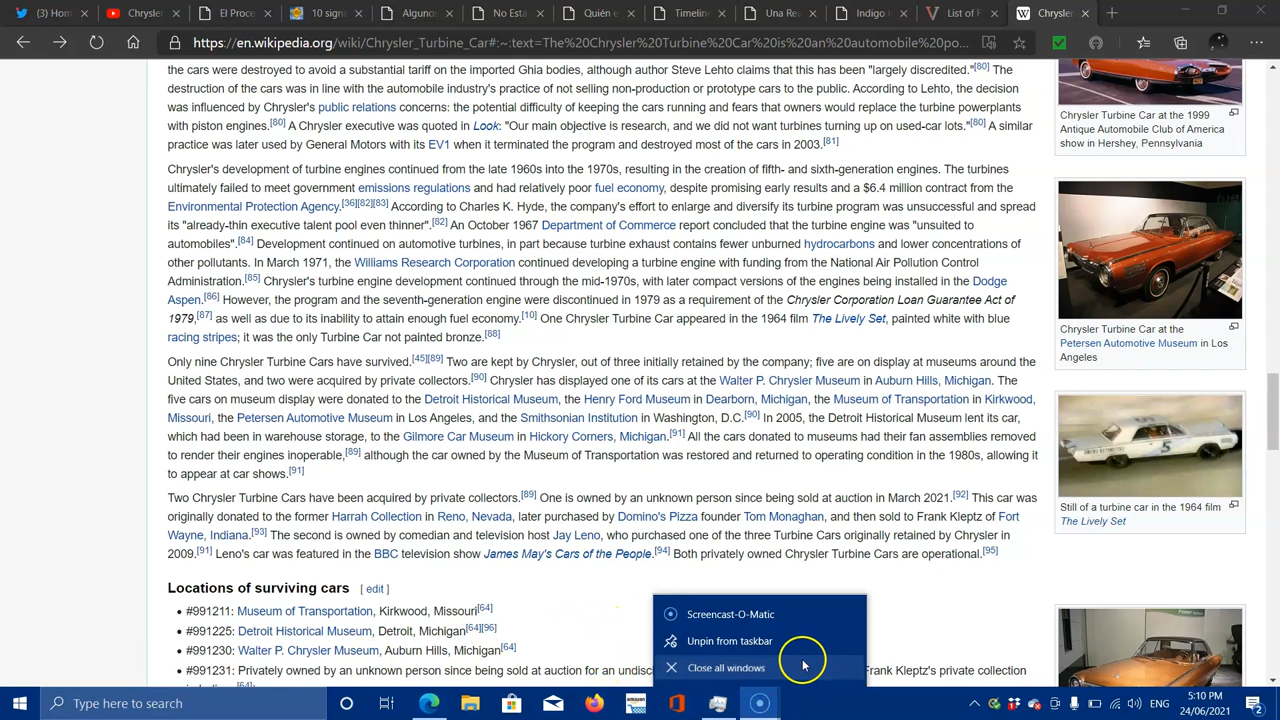 Home
Chrysler
El Proce
10 signo
Algunos
No Está
Quién e
Timeline
Una Re
Indigo
List of F
Chrysler
https://en.wikipedia.org/wiki/Chrysler_Turbine_Car#:~:text=The%20Chrysler%20Turbine%20Car%20is%20an%20automobile%20po...
the cars were destroyed to avoid a substantial tariff on the imported Ghia bodies, although author Steve Lehto claims that this has been "largely discredited."[80] The
destruction of the cars was in line with the automobile industry's practice of not selling non-production or prototype cars to the public. According to Lehto, the decision
was influenced by Chrysler's public relations concerns: the potential difficulty of keeping the cars running and fears that owners would replace the turbine powerplants
with piston engines.[80] A Chrysler executive was quoted in Look: "Our main objective is research, and we did not want turbines turning up on used-car lots."[80] A similar
practice was later used by General Motors with its EV1 when it terminated the program and destroyed most of the cars in 2003.[81]
Chrysler's development of turbine engines continued from the late 1960s into the 1970s, resulting in the creation of fifth- and sixth-generation engines. The turbines
ultimately failed to meet government emissions regulations and had relatively poor fuel economy, despite promising early results and a $6.4 million contract from the
Environmental Protection Agency.[36][82][83] According to Charles K. Hyde, the company's effort to enlarge and diversify its turbine program was unsuccessful and spread
its "already-thin executive talent pool even thinner".[82] An October 1967 Department of Commerce report concluded that the turbine engine was "unsuited to
automobiles".[84] Development continued on automotive turbines, in part because turbine exhaust contains fewer unburned hydrocarbons and lower concentrations of
other pollutants. In March 1971, the Williams Research Corporation continued developing a turbine engine with funding from the National Air Pollution Control
Administration.[85] Chrysler's turbine engine development continued through the mid-1970s, with later compact versions of the engines being installed in the Dodge
Aspen.[86] However, the program and the seventh-generation engine were discontinued in 1979 as a requirement of the Chrysler Corporation Loan Guarantee Act of
1979,[87] as well as due to its inability to attain enough fuel economy.[10] One Chrysler Turbine Car appeared in the 1964 film The Lively Set, painted white with blue
racing stripes; it was the only Turbine Car not painted bronze.[88]
Only nine Chrysler Turbine Cars have survived.[45][89] Two are kept by Chrysler, out of three initially retained by the company; five are on display at museums around the
United States, and two were acquired by private collectors.[90] Chrysler has displayed one of its cars at the Walter P. Chrysler Museum in Auburn Hills, Michigan. The
five cars on museum display were donated to the Detroit Historical Museum, the Henry Ford Museum in Dearborn, Michigan, the Museum of Transportation in Kirkwood,
Missouri, the Petersen Automotive Museum in Los Angeles, and the Smithsonian Institution in Washington, D.C.[90] In 2005, the Detroit Historical Museum lent its car,
which had been in warehouse storage, to the Gilmore Car Museum in Hickory Corners, Michigan.[91] All the cars donated to museums had their fan assemblies removed
to render their engines inoperable,[89] although the car owned by the Museum of Transportation was restored and returned to operating condition in the 1980s, allowing it
to appear at car shows.[91]
Two Chrysler Turbine Cars have been acquired by private collectors.[89] One is owned by an unknown person since being sold at auction in March 2021.[92] This car was
originally donated to the former Harrah Collection in Reno, Nevada, later purchased by Domino's Pizza founder Tom Monaghan, and then sold to Frank Kleptz of Fort
Wayne, Indiana.[93] The second is owned by comedian and television host Jay Leno, who purchased one of the three Turbine Cars originally retained by Chrysler in
2009.[91] Leno's car was featured in the BBC television show James May's Cars of the People.[94] Both privately owned Chrysler Turbine Cars are operational.[95]
Locations of surviving cars [ edit ]
• #991211: Museum of Transportation, Kirkwood, Missouri[64]
• #991225: Detroit Historical Museum, Detroit, Michigan[64][96]
• #991230: Walter P. Chrysler Museum, Auburn Hills, Michigan[64]
• #991231: Privately owned by an unknown person since being sold at auction for an undisc
Frank Kleptz's private collection
Chrysler Turbine Car at the 1999
Antique Automobile Club of America
show in Hershey, Pennsylvania
Chrysler Turbine Car at the
Petersen Automotive Museum in Los
Angeles
Still of a turbine car in the 1964 film
The Lively Set
Screencast-O-Matic
Unpin from taskbar
Close all windows
Type here to search
amazon
ENG
5:10 PM
24/06/2021
2